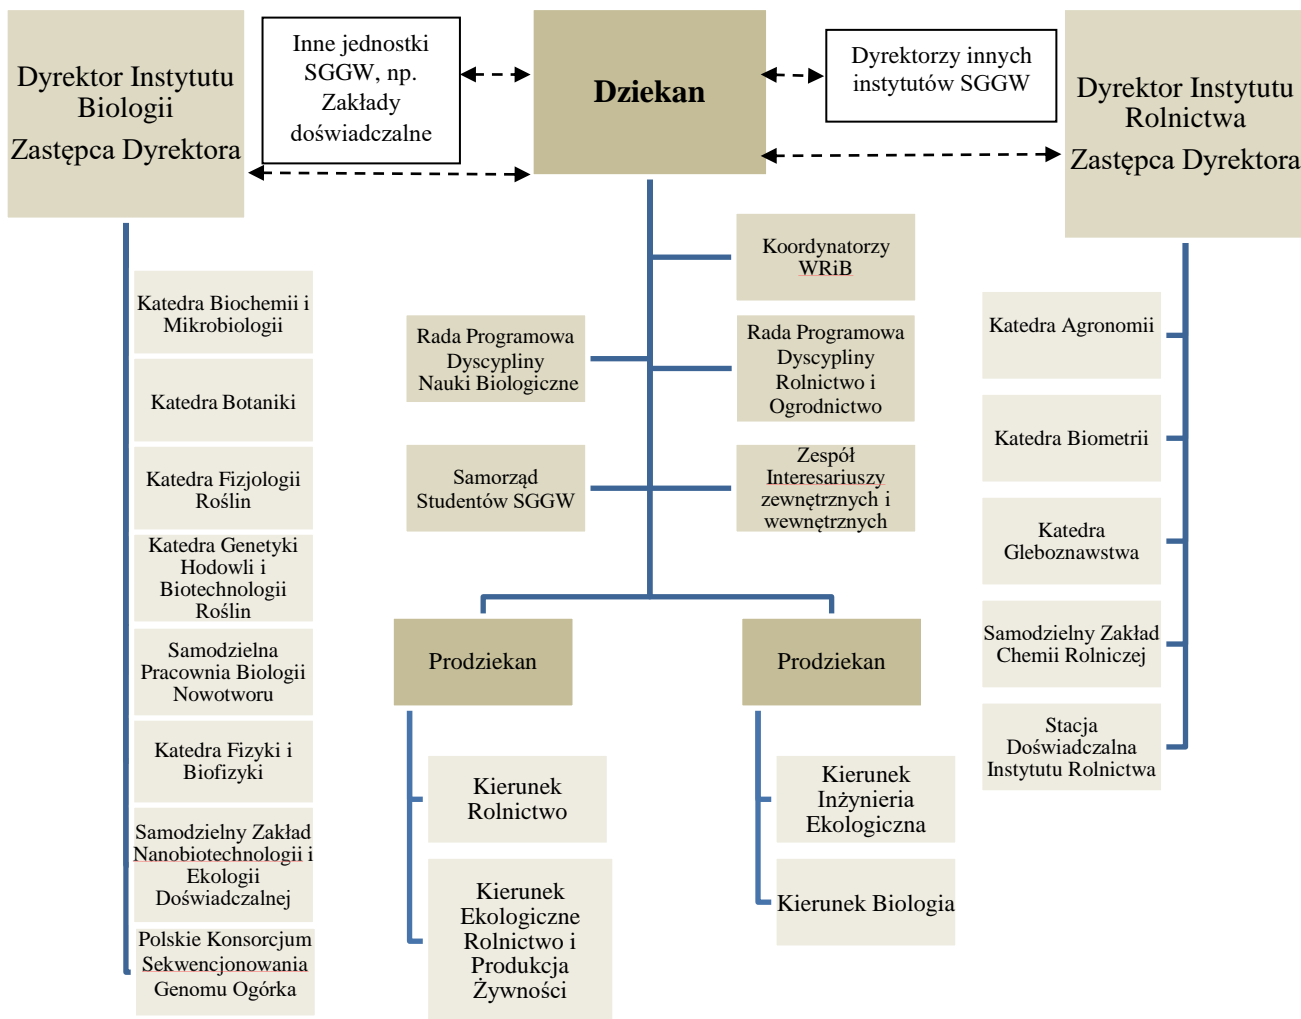 Dyrektor Instytutu
Biologii
Zastępca Dyrektora
Inne jednostki
SGGW, np.
Zakłady
doświadczalne
Dziekan
Dyrektorzy innych
instytutów SGGW
Dyrektor Instytutu
Rolnictwa
Zastępca Dyrektora
Katedra Biochemii i
Mikrobiologii
Katedra Botaniki
Katedra Fizjologii
Roślin
Katedra Genetyki
Hodowli i
Biotechnologii
Roślin
Samodzielna
Pracownia Biologii
Nowotworu
Katedra Fizyki i
Biofizyki
Samodzielny Zakład
Nanobiotechnologii i
Ekologii
Doświadczalnej
Polskie Konsorcjum
Sekwencjonowania
Genomu Ogórka
Koordynatorzy
WRiB
Rada Programowa
Dyscypliny
Nauki Biologiczne
Rada Programowa
Dyscypliny
Rolnictwo i
Ogrodnictwo
Samorząd
Studentów SGGW
Zespół
Interesariuszy
zewnętrznych i
wewnętrznych
Prodziekan
Kierunek
Rolnictwo
Kierunek
Ekologiczne
Rolnictwo i
Produkcja
Żywności
Prodziekan
Kierunek
Inżynieria
Ekologiczna
Kierunek Biologia
Katedra Agronomii
Katedra Biometrii
Katedra
Gleboznawstwa
Samodzielny Zakład
Chemii Rolniczej
Stacja
Doświadczalna
Instytutu Rolnictwa